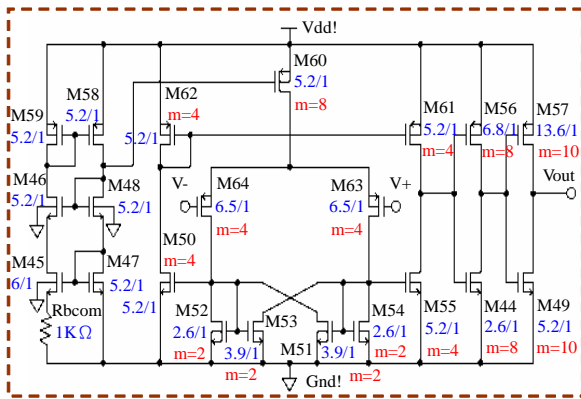 Vdd!
M60
5.2/1
m=8
M59
5.2/1
M58
5.2/1
M62
m=4
5.2/1
M61
5.2/1
m=4
M56
6.8/1
m=8
M57
13.6/1
m=10
Vout
M46
5.2/1
M48
5.2/1
V-
M64
6.5/1
m=4
M63
6.5/1
m=4
V+
M45
6/1
M47
5.2/1
M50
m=4
5.2/1
Rbcom
1KΩ
M52
2.6/1
m=2
M53
3.9/1
m=2
M51
3.9/1
M54
2.6/1
m=2
m=2
M55
5.2/1
m=4
M44
2.6/1
m=8
M49
5.2/1
m=10
Gnd!